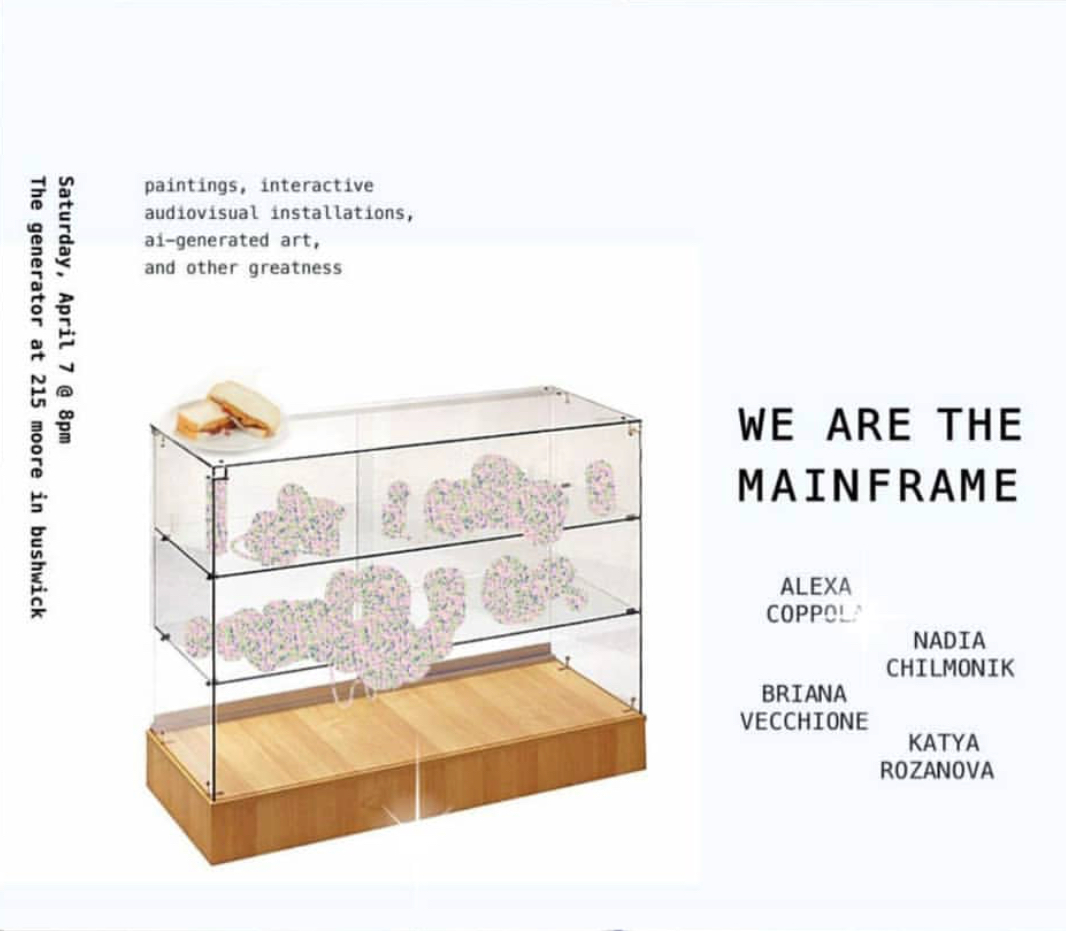 Saturday, April 7 @ 8pm
The generator at 215 moore in bushwick
paintings, interactive
audiovisual installations,
ai-generated art,
and other greatness
WE ARE THE
MAINFRAME
ALEXA
COPPOLA
NADIA
CHILMONIK
BRIANA
VECCHIONE
KATYA
ROZANOVA